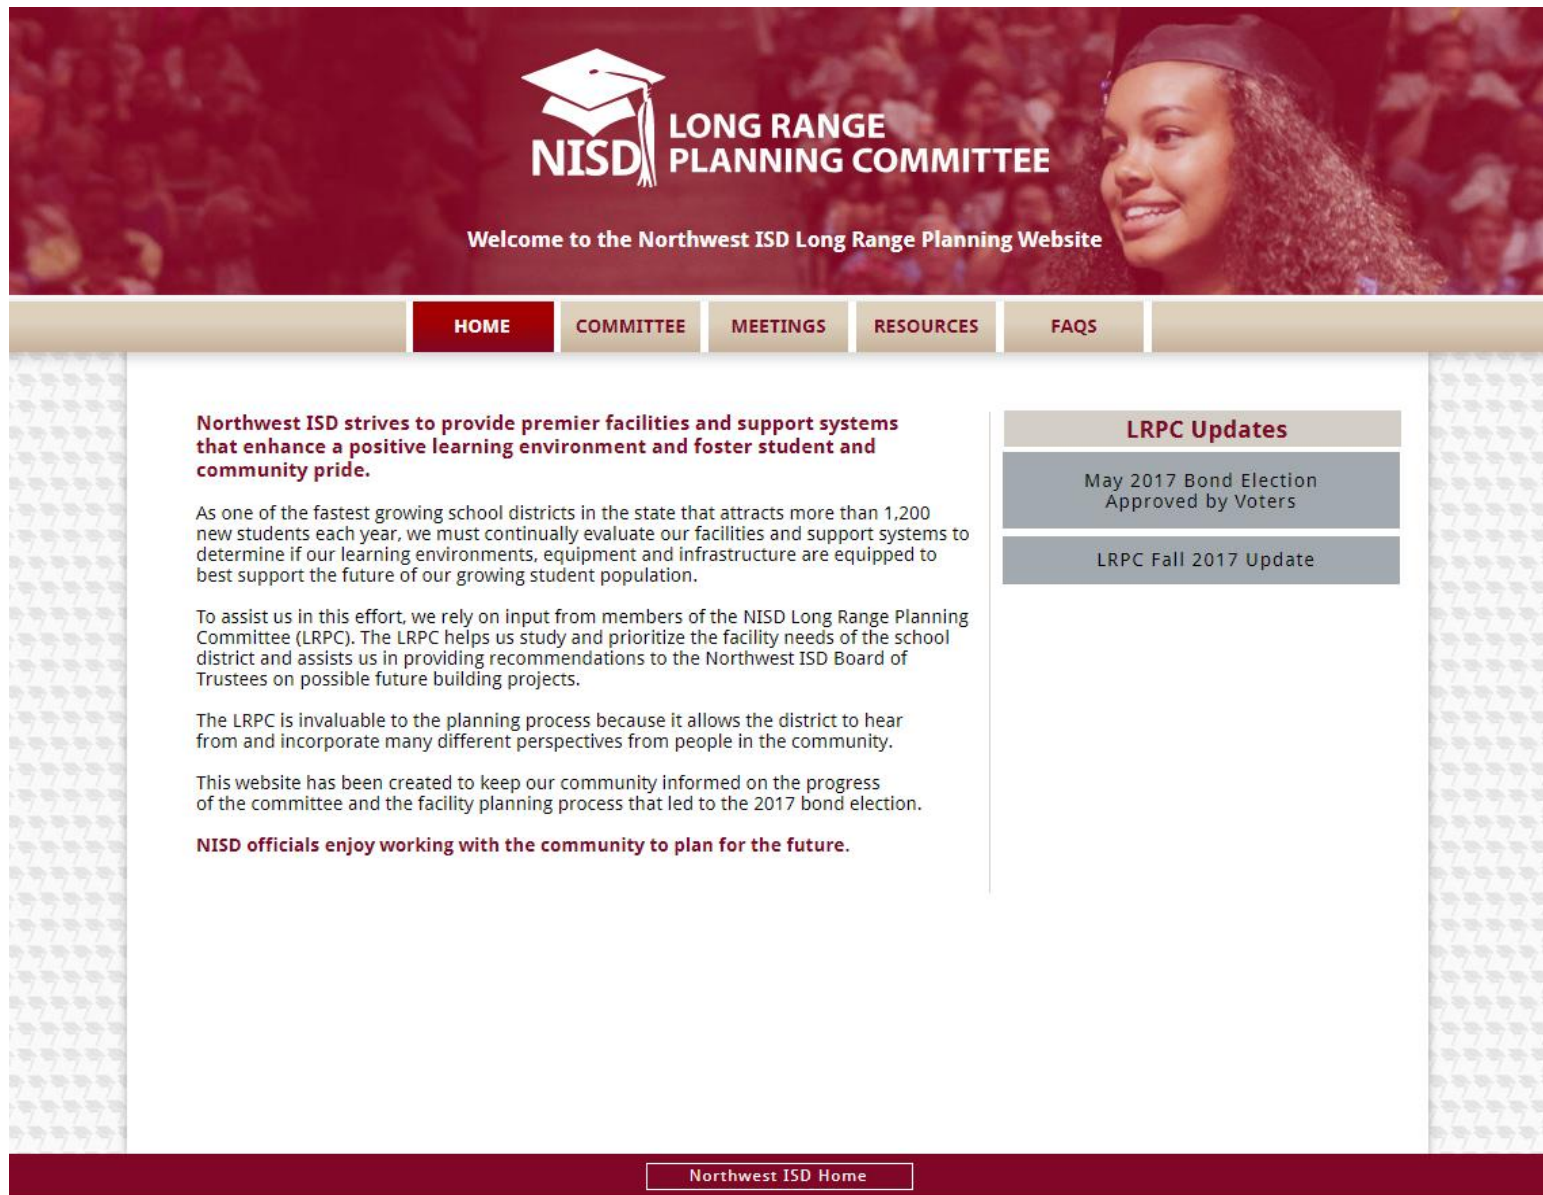 NISD
LONG RANGE
PLANNING COMMITTEE
Welcome to the Northwest ISD Long Range Planning Website
HOME COMMITTEE MEETINGS RESOURCES FAQS
Northwest ISD strives to provide premier facilities and support systems
that enhance a positive learning environment and foster student and
community pride.
As one of the fastest growing school districts in the state that attracts more than 1,200
new students each year, we must continually evaluate our facilities and support systems to
determine if our learning environments, equipment and infrastructure are equipped to
best support the future of our growing student population.
To assist us in this effort, we rely on input from members of the NISD Long Range Planning
Committee (LRPC). The LRPC helps us study and prioritize the facility needs of the school
district and assists us in providing recommendations to the Northwest ISD Board of
Trustees on possible future building projects.
The LRPC is invaluable to the planning process because it allows the district to hear
from and incorporate many different perspectives from people in the community.
This website has been created to keep our community informed on the progress
of the committee and the facility planning process that led to the 2017 bond election.
NISD officials enjoy working with the community to plan for the future.
LRPC Updates
May 2017 Bond Election
Approved by Voters
LRPC Fall 2017 Update
Northwest ISD Home